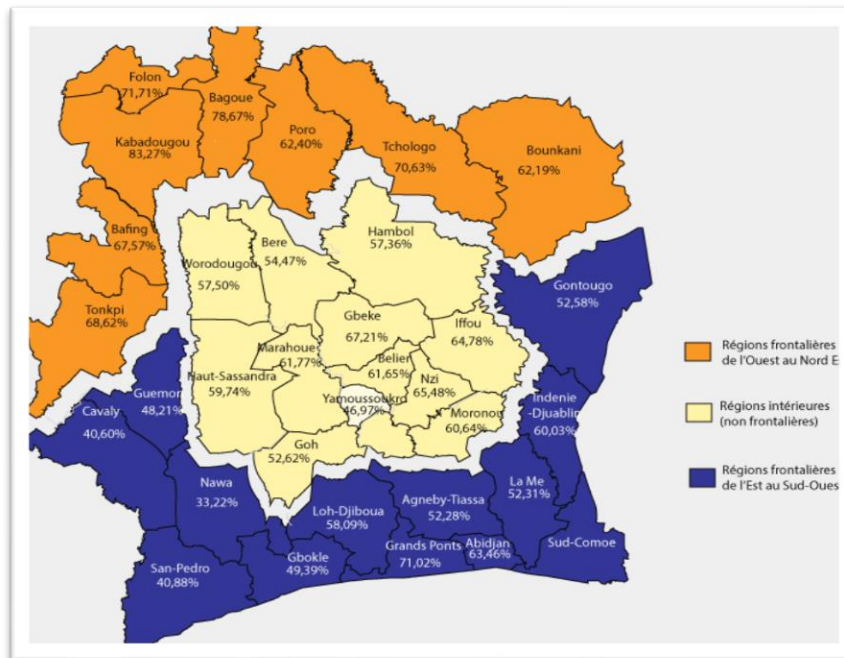 Folon
71,71%
Bagoue
78,67%
Kabadougou
83,27%
Poro
62,40%
Tchologo
70,63%
Bounkani
62,19%
Bafing
67,57%
Tonkpi
68,62%
Hambol
57,36%
Bere
54,47%
Worodougou
57,50%
Gontougo
52,58%
Gbeke
67,21%
Iffou
64,78%
Marahoue
61,77%
Belier
61,65%
Haut-Sassandra
59,74%
Nzi
65,48%
Yamoussoukro
46,97%
Moronou
60,64%
Goh
52,62%
Guemon
48,21%
Cavaly
40,60%
Indenie
-Djuablin
60,03%
Nawa
33,22%
Loh-Djiboua
58,09%
Agneby-Tiassa
52,28%
La Me
52,31%
San-Pedro
40,88%
Gbokle
49,39%
Grands Ponts
71,02%
Abidjan
63,46%
Sud-Comoe
Régions frontalières
de l'Ouest au Nord E
Régions intérieures
(non frontalières)
Régions frontalières
de l'Est au Sud-Oues